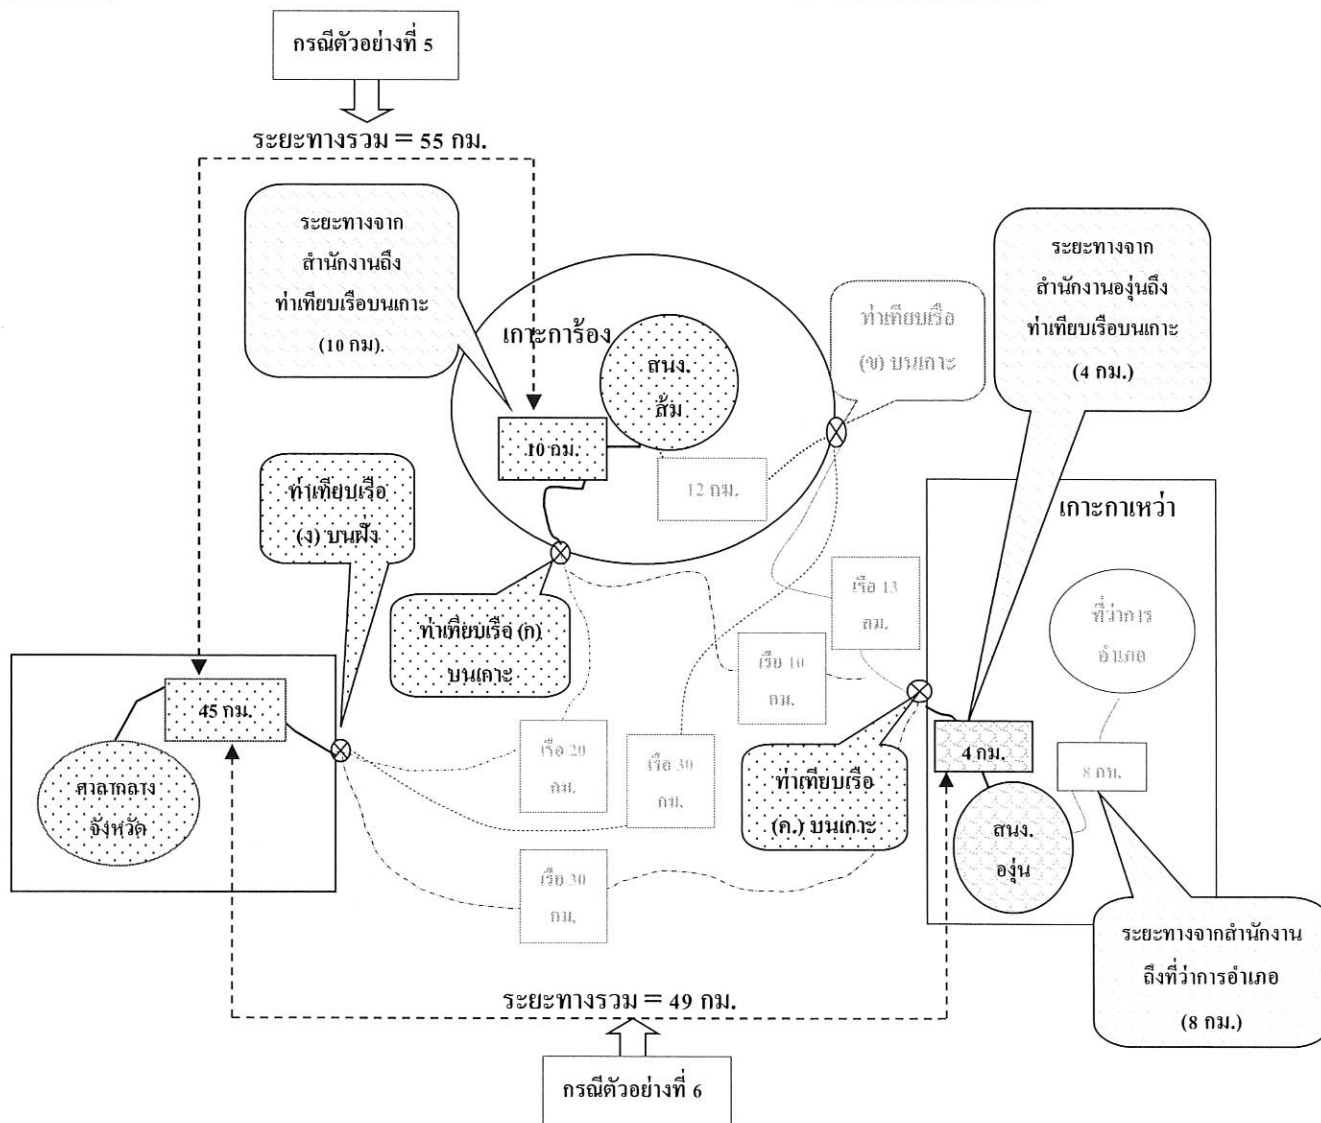 กรณีตัวอย่างที่ 5
ระยะทางรวม = 55 กม.
ระยะทางจาก
สำนักงานถึง
ท่าเทียบเรือบนเกาะ
(10 กม).
เกาะการ้อง
สนง.
ส้ม
10 กม.
12 กม.
ท่าเทียบเรือ
(ข) บนเกาะ
ระยะทางจาก
สำนักงานองุ่นถึง
ท่าเทียบเรือบนเกาะ
(4 กม.)
ท่าเทียบเรือ
(ง) บนฝั่ง
ท่าเทียบเรือ (ก)
บนเกาะ
เกาะกาเหว่า
ที่ว่าการ
อำเภอ
เรือ 13
กม.
เรือ 10
กม.
45 กม.
ศาลากลาง
จังหวัด
เรือ 20
กม.
เรือ 30
กม.
ท่าเทียบเรือ
(ค.) บนเกาะ
4 กม.
8 กม.
สนง.
องุ่น
เรือ 30
กม.
ระยะทางจากสำนักงาน
ถึงที่ว่าการอำเภอ
(8 กม.)
ระยะทางรวม = 49 กม.
กรณีตัวอย่างที่ 6